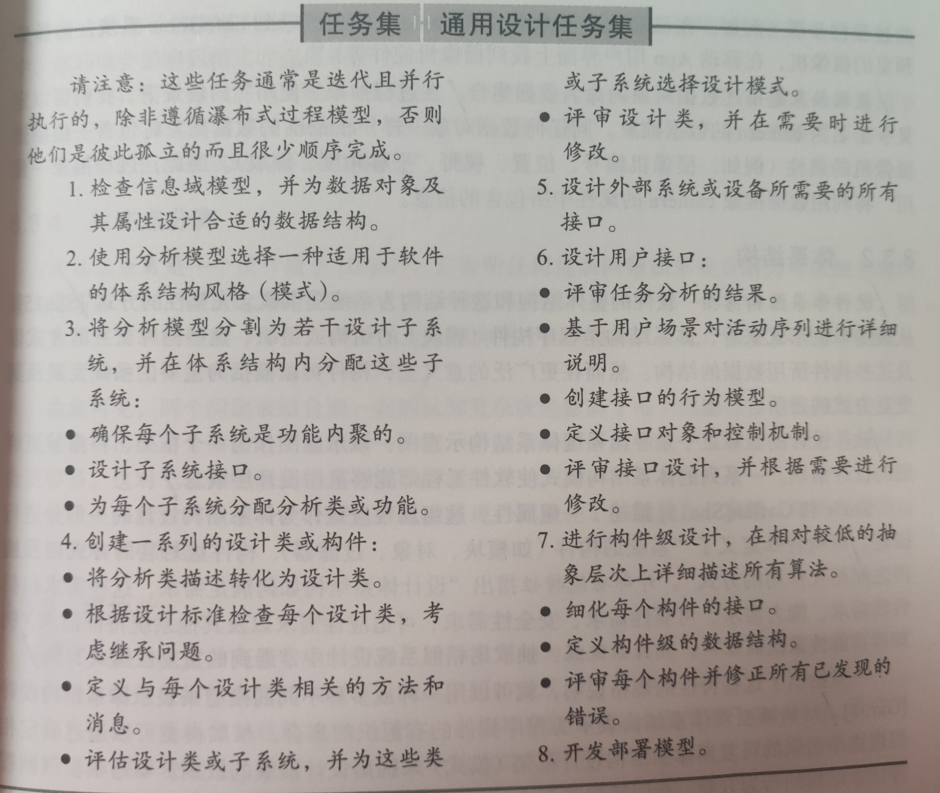 任务集 通用设计任务集
请注意：这些任务通常是迭代且并行
执行的，除非遵循瀑布式过程模型，否则
他们是彼此孤立的而且很少顺序完成。
1. 检查信息域模型，并为数据对象及
其属性设计合适的数据结构。
2. 使用分析模型选择一种适用于软件
的体系结构风格（模式）。
3. 将分析模型分割为若干设计子系
统，并在体系结构内分配这些子
系统：
● 确保每个子系统是功能内聚的。
● 设计子系统接口。
● 为每个子系统分配分析类或功能。
4. 创建一系列的设计类或构件：
● 将分析类描述转化为设计类。
● 根据设计标准检查每个设计类，考
虑继承问题。
● 定义与每个设计类相关的方法和
消息。
● 评估设计类或子系统，并为这些类
或子系统选择设计模式。
● 评审设计类，并在需要时进行
修改。
5. 设计外部系统或设备所需要的所有
接口。
6. 设计用户接口：
● 评审任务分析的结果。
● 基于用户场景对活动序列进行详细
说明。
● 创建接口的行为模型。
● 定义接口对象和控制机制。
● 评审接口设计，并根据需要进行
修改。
7. 进行构件级设计，在相对较低的抽
象层次上详细描述所有算法。
● 细化每个构件的接口。
● 定义构件级的数据结构。
● 评审每个构件并修正所有已发现的
错误。
8. 开发部署模型。